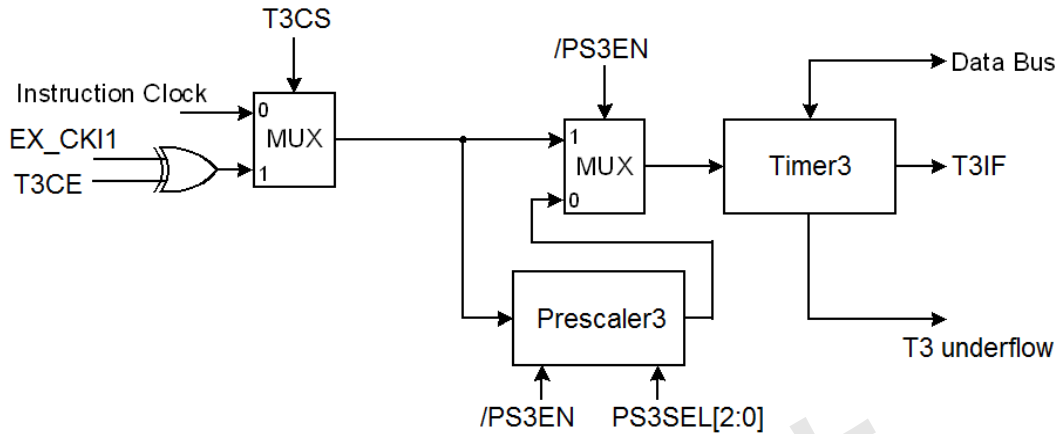 T3CS
/PS3EN
Instruction Clock
0
MUX
1
EX_CKI1
T3CE
1
MUX
0
Timer3
Data Bus
T3IF
Prescaler3
T3 underflow
/PS3EN
PS3SEL[2:0]